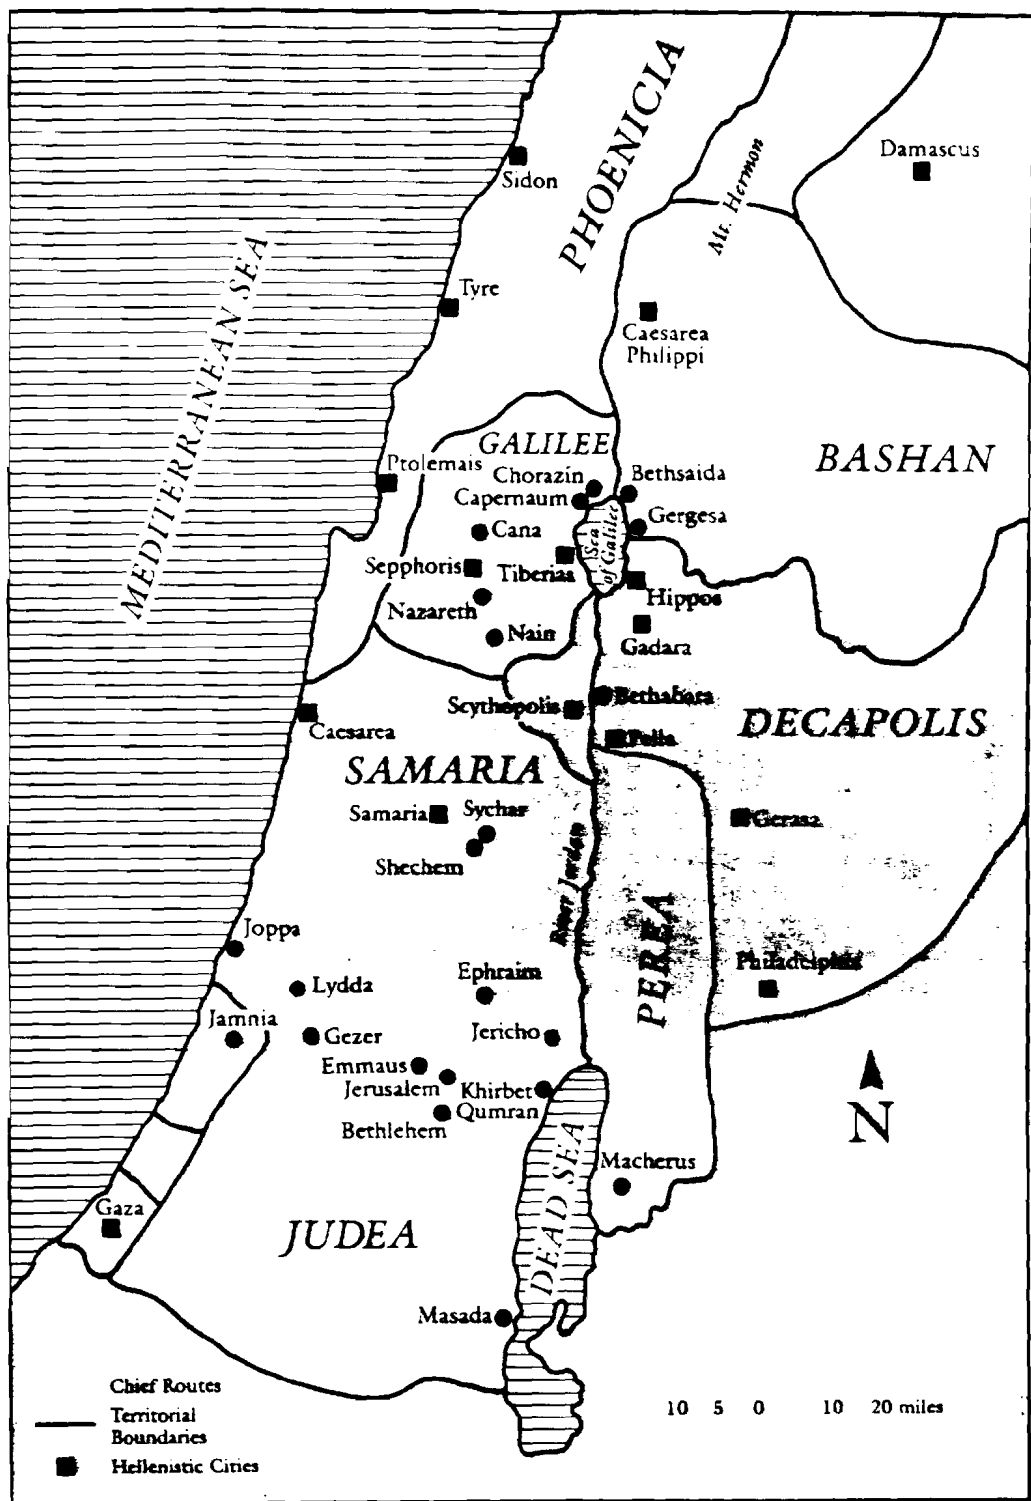 PHOENICIA
Damascus
Mt. Hermon
Sidon
MEDITERRANEAN SEA
Tyre
Caesarea
Philippi
GALILEE
BASHAN
Ptolemais
Chorazin
Bethsaida
Capernaum
Cana
Gergesa
Sea
of Galilee
Sepphoris
Tiberias
Hippos
Nazareth
Nain
Gadara
Scythopolis
Bethabara
Caesarea
Pella
DECAPOLIS
SAMARIA
Samaria
Sychar
Gerasa
Shechem
River Jordan
PEREA
Joppa
Philadelphia
Lydda
Ephraim
Jamnia
Gezer
Jericho
Emmaus
Jerusalem
Khirbet
Qumran
Bethlehem
N
DEAD SEA
Macherus
Gaza
JUDEA
Masada
Chief Routes
Territorial
Boundaries
Hellenistic Cities
10 5 0 10 20 miles